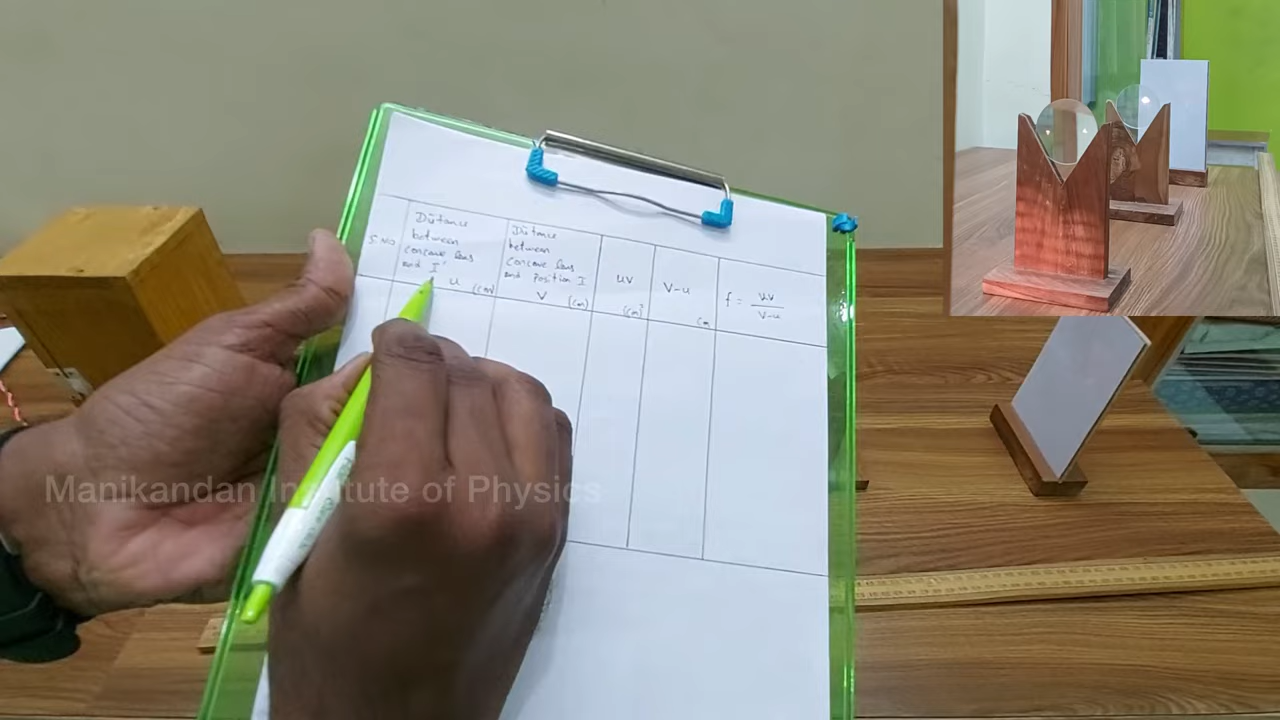 S.NO
Distance
between
concave lens
and I'
u (cm)
Distance
between
concave lens
and Position I
V (cm)
uv
(cm²)
V-u
cm
f = uv
V-u
Manikandan Institute of Physics